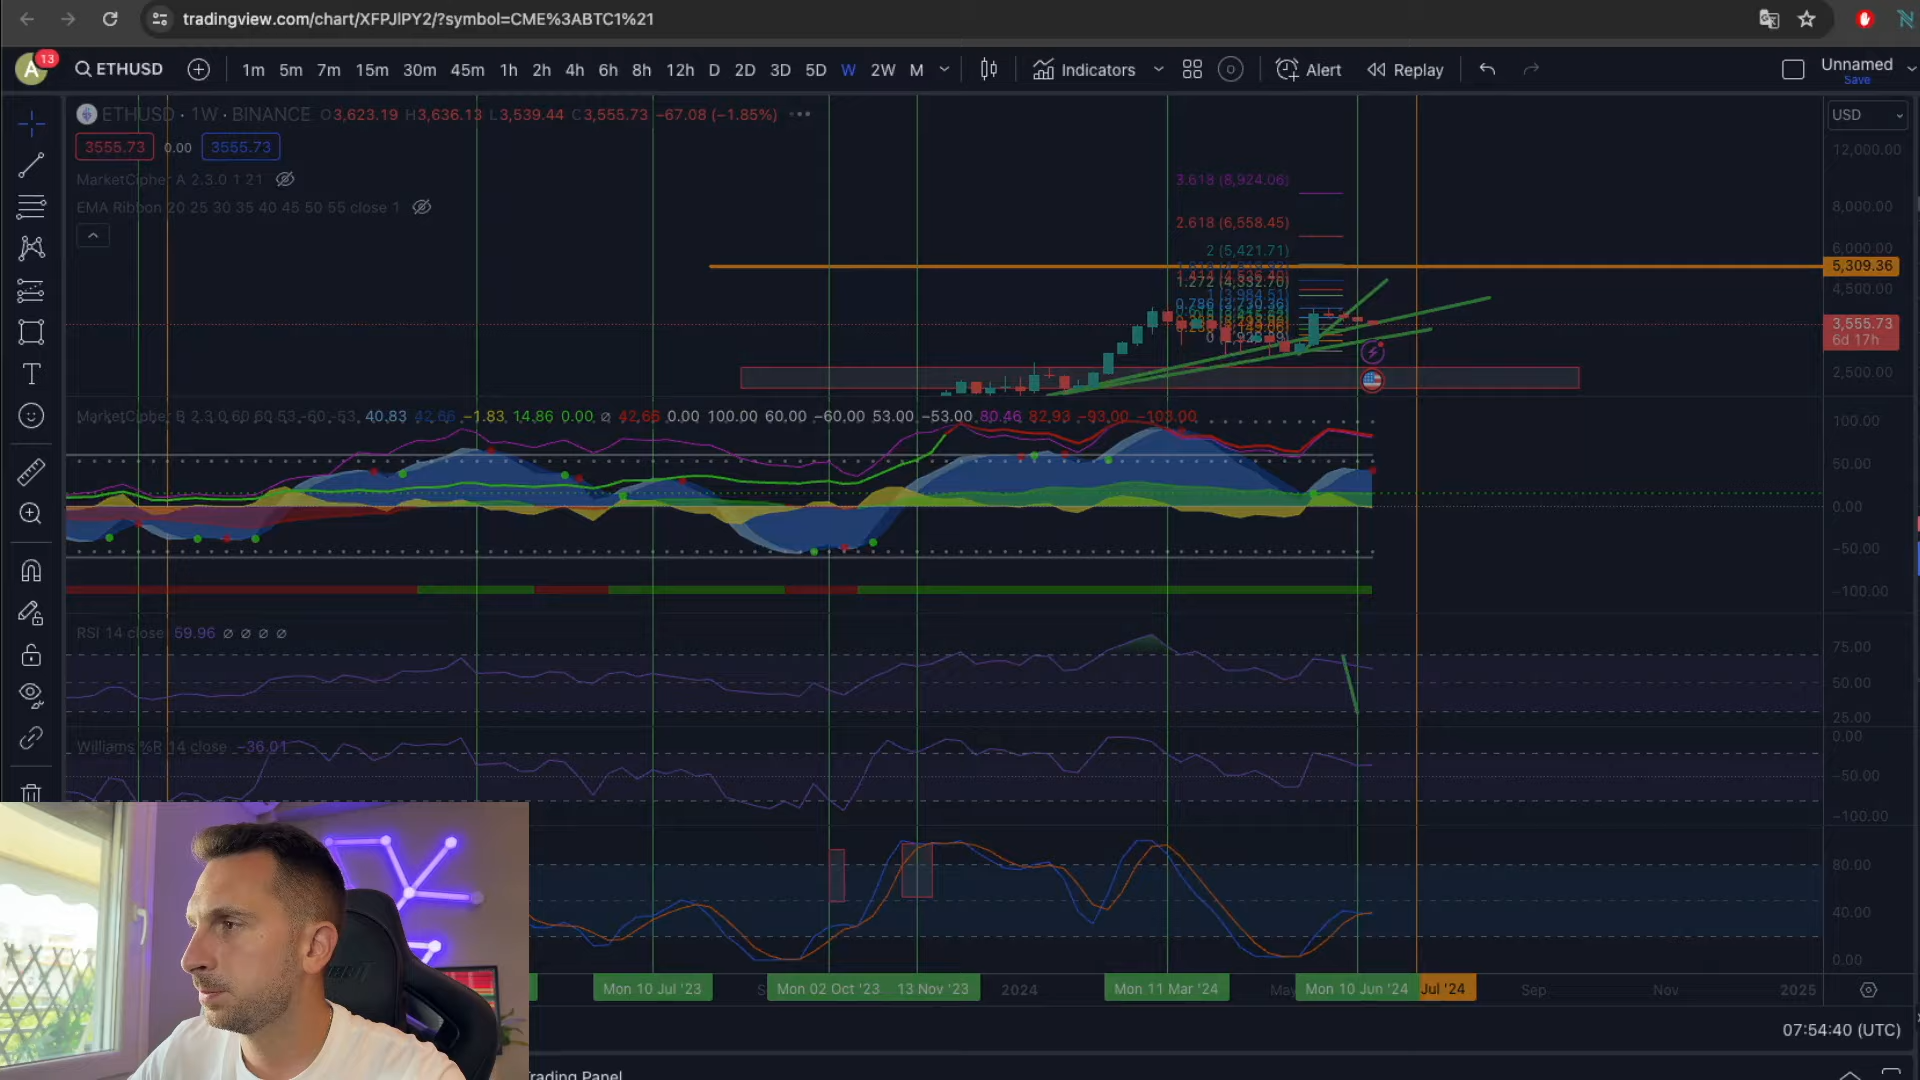 tradingview.com/chart/XFPJlPY2/?symbol=CME%3ABTC1%21
A 13 ETHUSD 1m 5m 7m 15m 30m 45m 1h 2h 4h 6h 8h 12h D 2D 3D 5D W 2W M Indicators Alert Replay Unnamed
Save
ETHUSD · 1W · BINANCE O3,623.19 H3,636.13 L3,539.44 C3,555.73 −67.08 (−1.85%)
USD
3555.73 0.00 3555.73
12,000.00
MarketCipher A 2.3.0 1 21
3.618 (8,924.06)
EMA Ribbon 20 25 30 35 40 45 50 55 close 1
8,000.00
2.618 (6,558.45)
2 (5,421.71)
6,000.00
5,309.36
1.272 (4,332.70)
4,500.00
0.786 (3,730.36)
3,555.73
6d 17h
2,500.00
MarketCipher B 2.3.0 60 60 53 −60 −53 40.83 42.66 −1.83 14.86 0.00 ⌀ 42.66 0.00 100.00 60.00 −60.00 53.00 −53.00 80.46 82.93 −93.00 −103.00
100.00
50.00
0.00
−50.00
−100.00
RSI 14 close 59.96 ⌀ ⌀ ⌀ ⌀
75.00
50.00
25.00
Williams %R 14 close −36.01
0.00
−50.00
−100.00
80.00
40.00
0.00
Mon 10 Jul '23 Mon 02 Oct '23 13 Nov '23 2024 Mon 11 Mar '24 May Mon 10 Jun '24 Jul '24 Sep Nov 2025
07:54:40 (UTC)
rading Panel